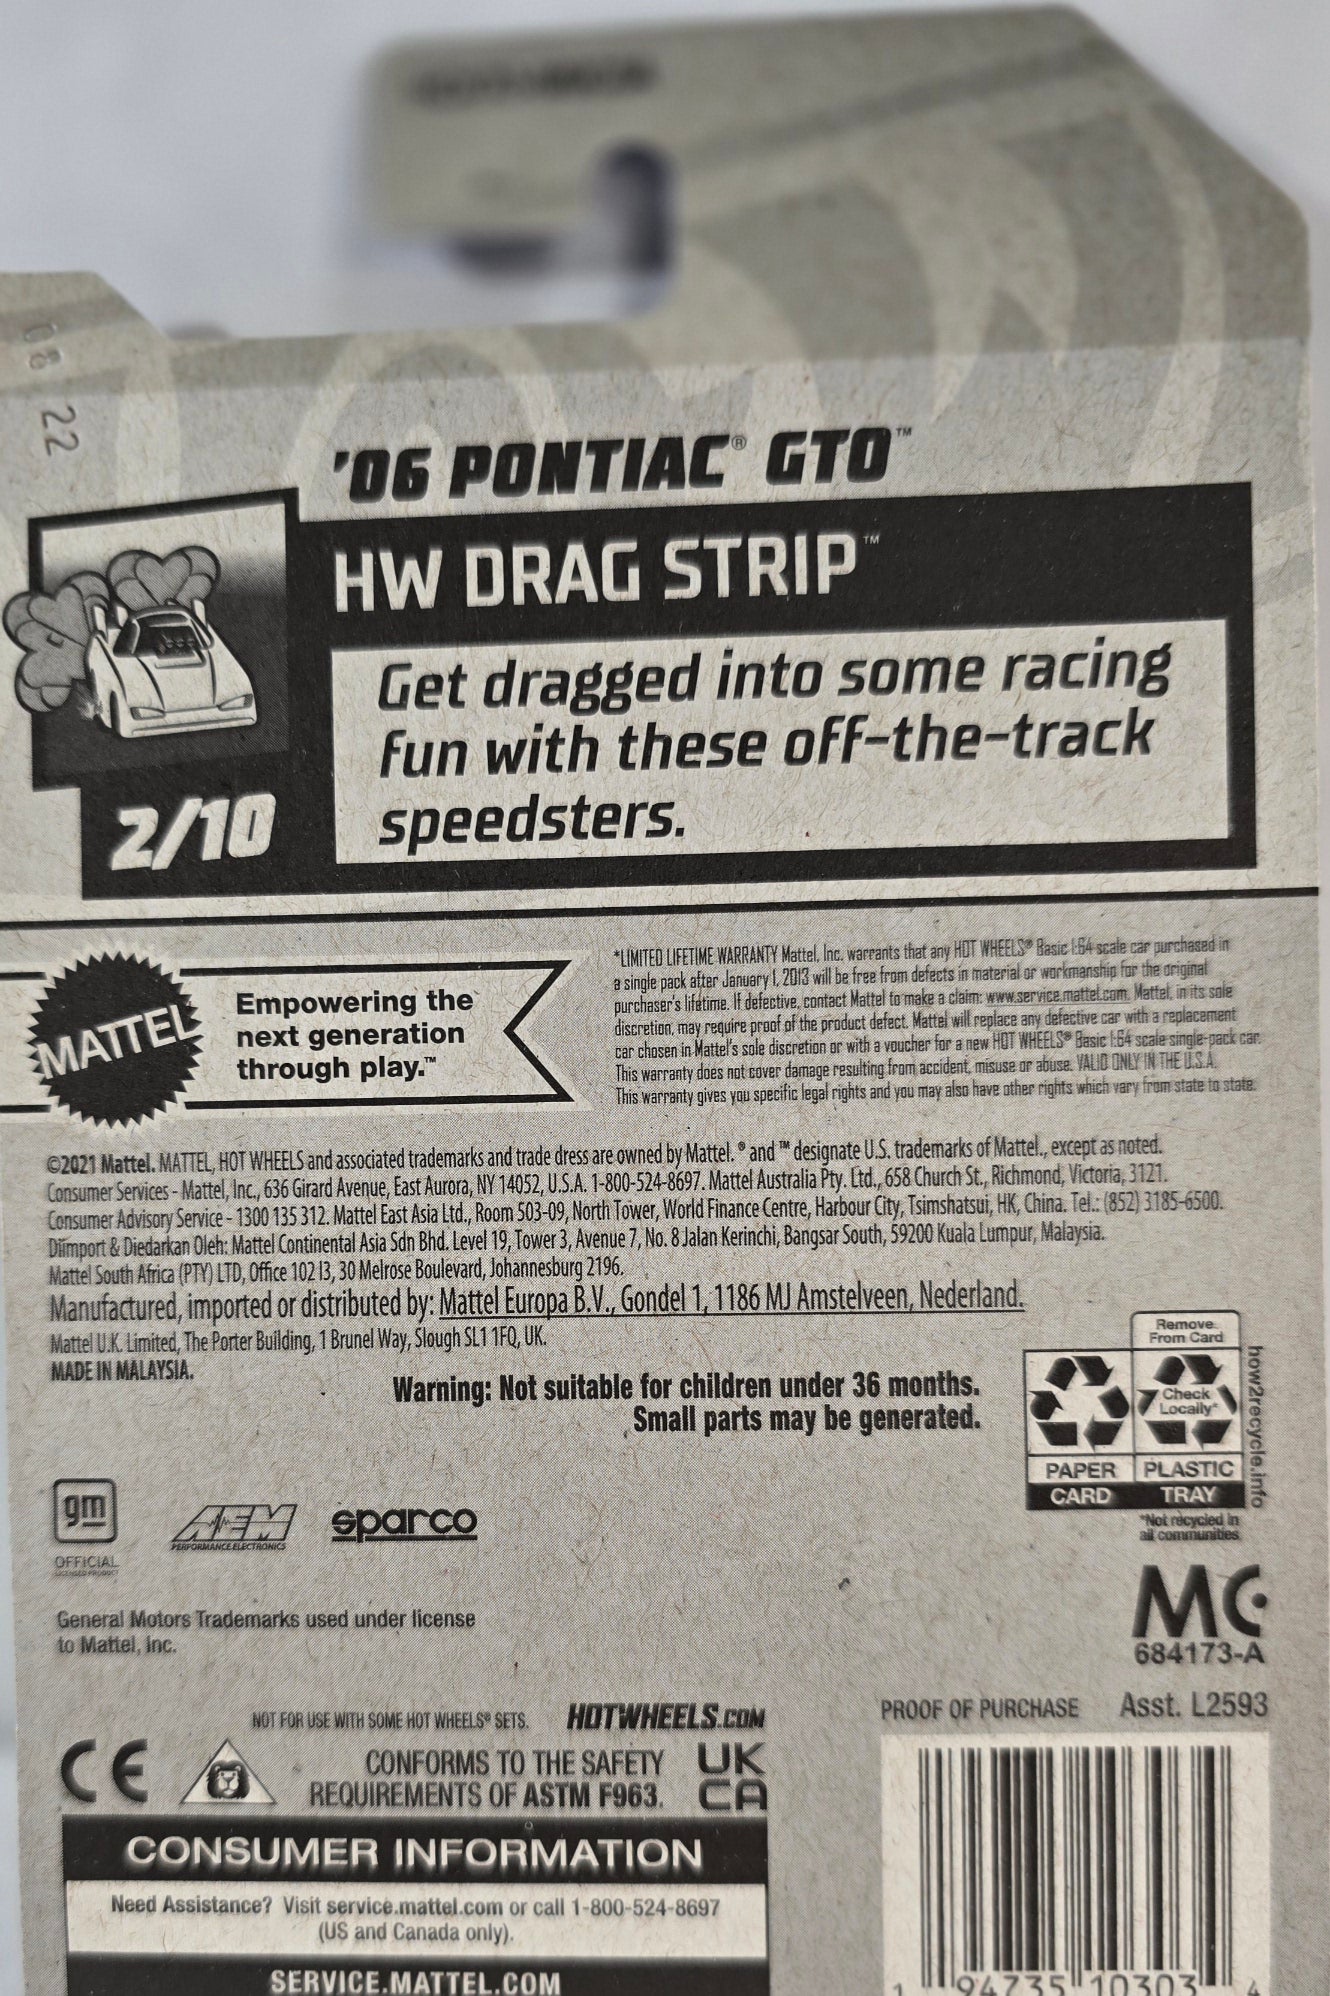 08 22
'06 PONTIAC® GTO™
HW DRAG STRIP™
Get dragged into some racing
fun with these off-the-track
speedsters.
2/10
MATTEL
Empowering the
next generation
through play.™
*LIMITED LIFETIME WARRANTY Mattel, Inc. warrants that any HOT WHEELS® Basic 1:64 scale car purchased in
a single pack after January 1, 2013 will be free from defects in material or workmanship for the original
purchaser's lifetime. If defective, contact Mattel to make a claim: www.service.mattel.com. Mattel, in its sole
discretion, may require proof of the product defect. Mattel will replace any defective car with a replacement
car chosen in Mattel's sole discretion or with a voucher for a new HOT WHEELS® Basic 1:64 scale single-pack car.
This warranty does not cover damage resulting from accident, misuse or abuse. VALID ONLY IN THE U.S.A.
This warranty gives you specific legal rights and you may also have other rights which vary from state to state.
©2021 Mattel. MATTEL, HOT WHEELS and associated trademarks and trade dress are owned by Mattel. ® and ™ designate U.S. trademarks of Mattel., except as noted.
Consumer Services - Mattel, Inc., 636 Girard Avenue, East Aurora, NY 14052, U.S.A. 1-800-524-8697. Mattel Australia Pty. Ltd., 658 Church St., Richmond, Victoria, 3121.
Consumer Advisory Service - 1300 135 312. Mattel East Asia Ltd., Room 503-09, North Tower, World Finance Centre, Harbour City, Tsimshatsui, HK, China. Tel.: (852) 3185-6500.
Diimport & Diedarkan Oleh: Mattel Continental Asia Sdn Bhd. Level 19, Tower 3, Avenue 7, No. 8 Jalan Kerinchi, Bangsar South, 59200 Kuala Lumpur, Malaysia.
Mattel South Africa (PTY) LTD, Office 102 I3, 30 Melrose Boulevard, Johannesburg 2196.
Manufactured, imported or distributed by: Mattel Europa B.V., Gondel 1, 1186 MJ Amstelveen, Nederland.
Mattel U.K. Limited, The Porter Building, 1 Brunel Way, Slough SL1 1FQ, UK.
MADE IN MALAYSIA.
Warning: Not suitable for children under 36 months.
Small parts may be generated.
Remove
From Card
Check
Locally*
PAPER
CARD
PLASTIC
TRAY
how2recycle.info
*Not recycled in
all communities
gm
OFFICIAL
LICENSED PRODUCT
AEM
PERFORMANCE ELECTRONICS
sparco
General Motors Trademarks used under license
to Mattel, Inc.
MC
684173-A
NOT FOR USE WITH SOME HOT WHEELS® SETS.
HOTWHEELS.COM
PROOF OF PURCHASE Asst. L2593
CE
CONFORMS TO THE SAFETY
REQUIREMENTS OF ASTM F963.
UK
CA
CONSUMER INFORMATION
Need Assistance? Visit service.mattel.com or call 1-800-524-8697
(US and Canada only).
SERVICE.MATTEL.COM
1 94735 10303 4